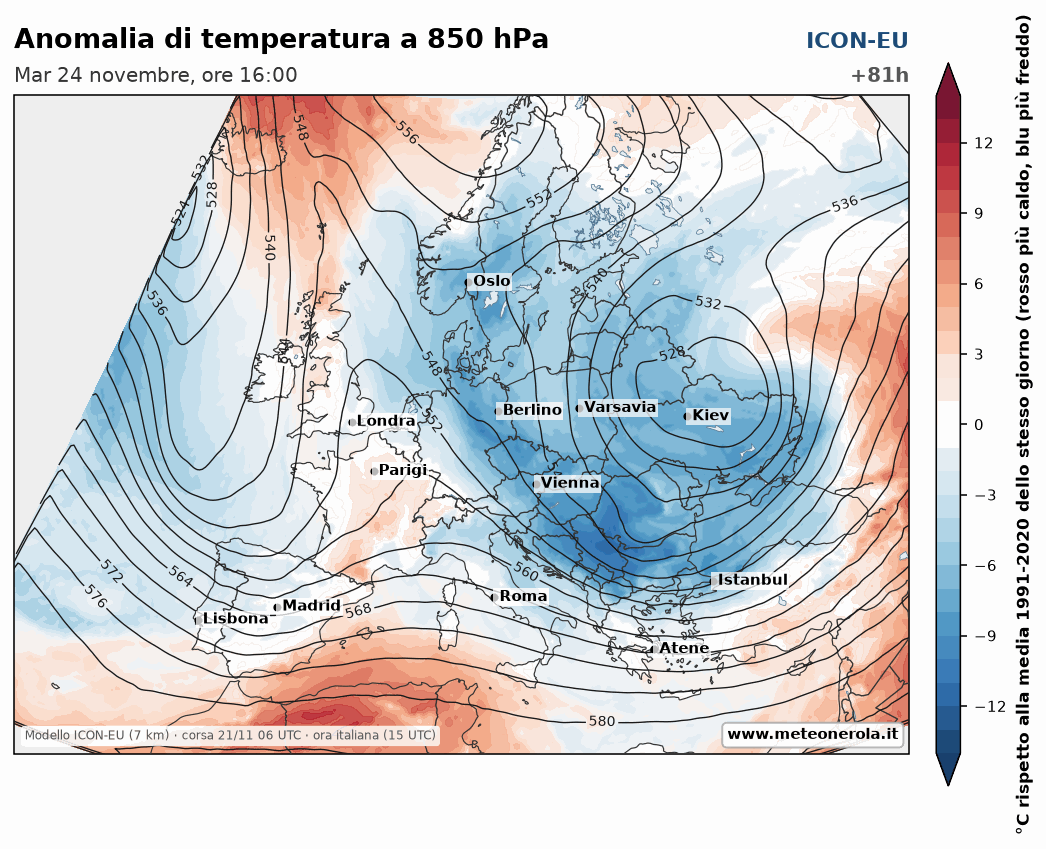 Anomalia di temperatura a 850 hPa
ICON-EU
Mar 24 novembre, ore 16:00
+81h
548
556
532
528
524
552
536
540
540
536
532
528
548
552
Oslo
Berlino
Varsavia
Kiev
Londra
Parigi
Vienna
560
Istanbul
572
564
576
568
Roma
Madrid
Lisbona
Atene
580
Modello ICON-EU (7 km) · corsa 21/11 06 UTC · ora italiana (15 UTC)
www.meteonerola.it
12
9
6
3
0
−3
−6
−9
−12
°C rispetto alla media 1991-2020 dello stesso giorno (rosso più caldo, blu più freddo)